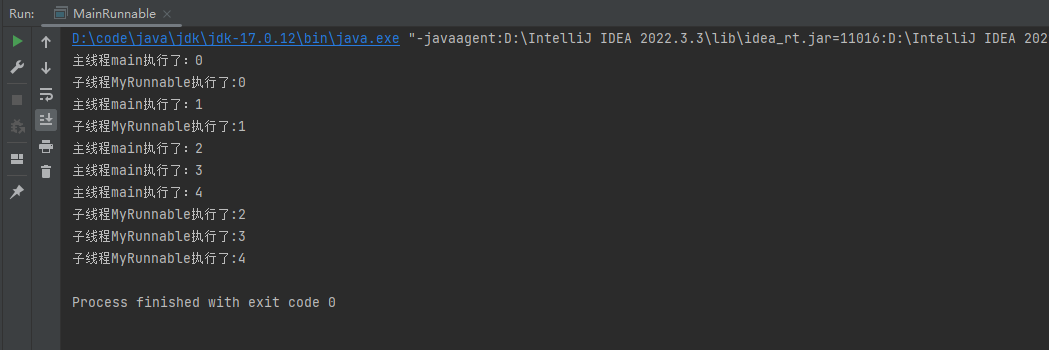 Run: MainRunnable
D:\code\java\jdk\jdk-17.0.12\bin\java.exe "-javaagent:D:\IntelliJ IDEA 2022.3.3\lib\idea_rt.jar=11016:D:\IntelliJ IDEA 202
主线程main执行了：0
子线程MyRunnable执行了:0
主线程main执行了：1
子线程MyRunnable执行了:1
主线程main执行了：2
主线程main执行了：3
主线程main执行了：4
子线程MyRunnable执行了:2
子线程MyRunnable执行了:3
子线程MyRunnable执行了:4
Process finished with exit code 0